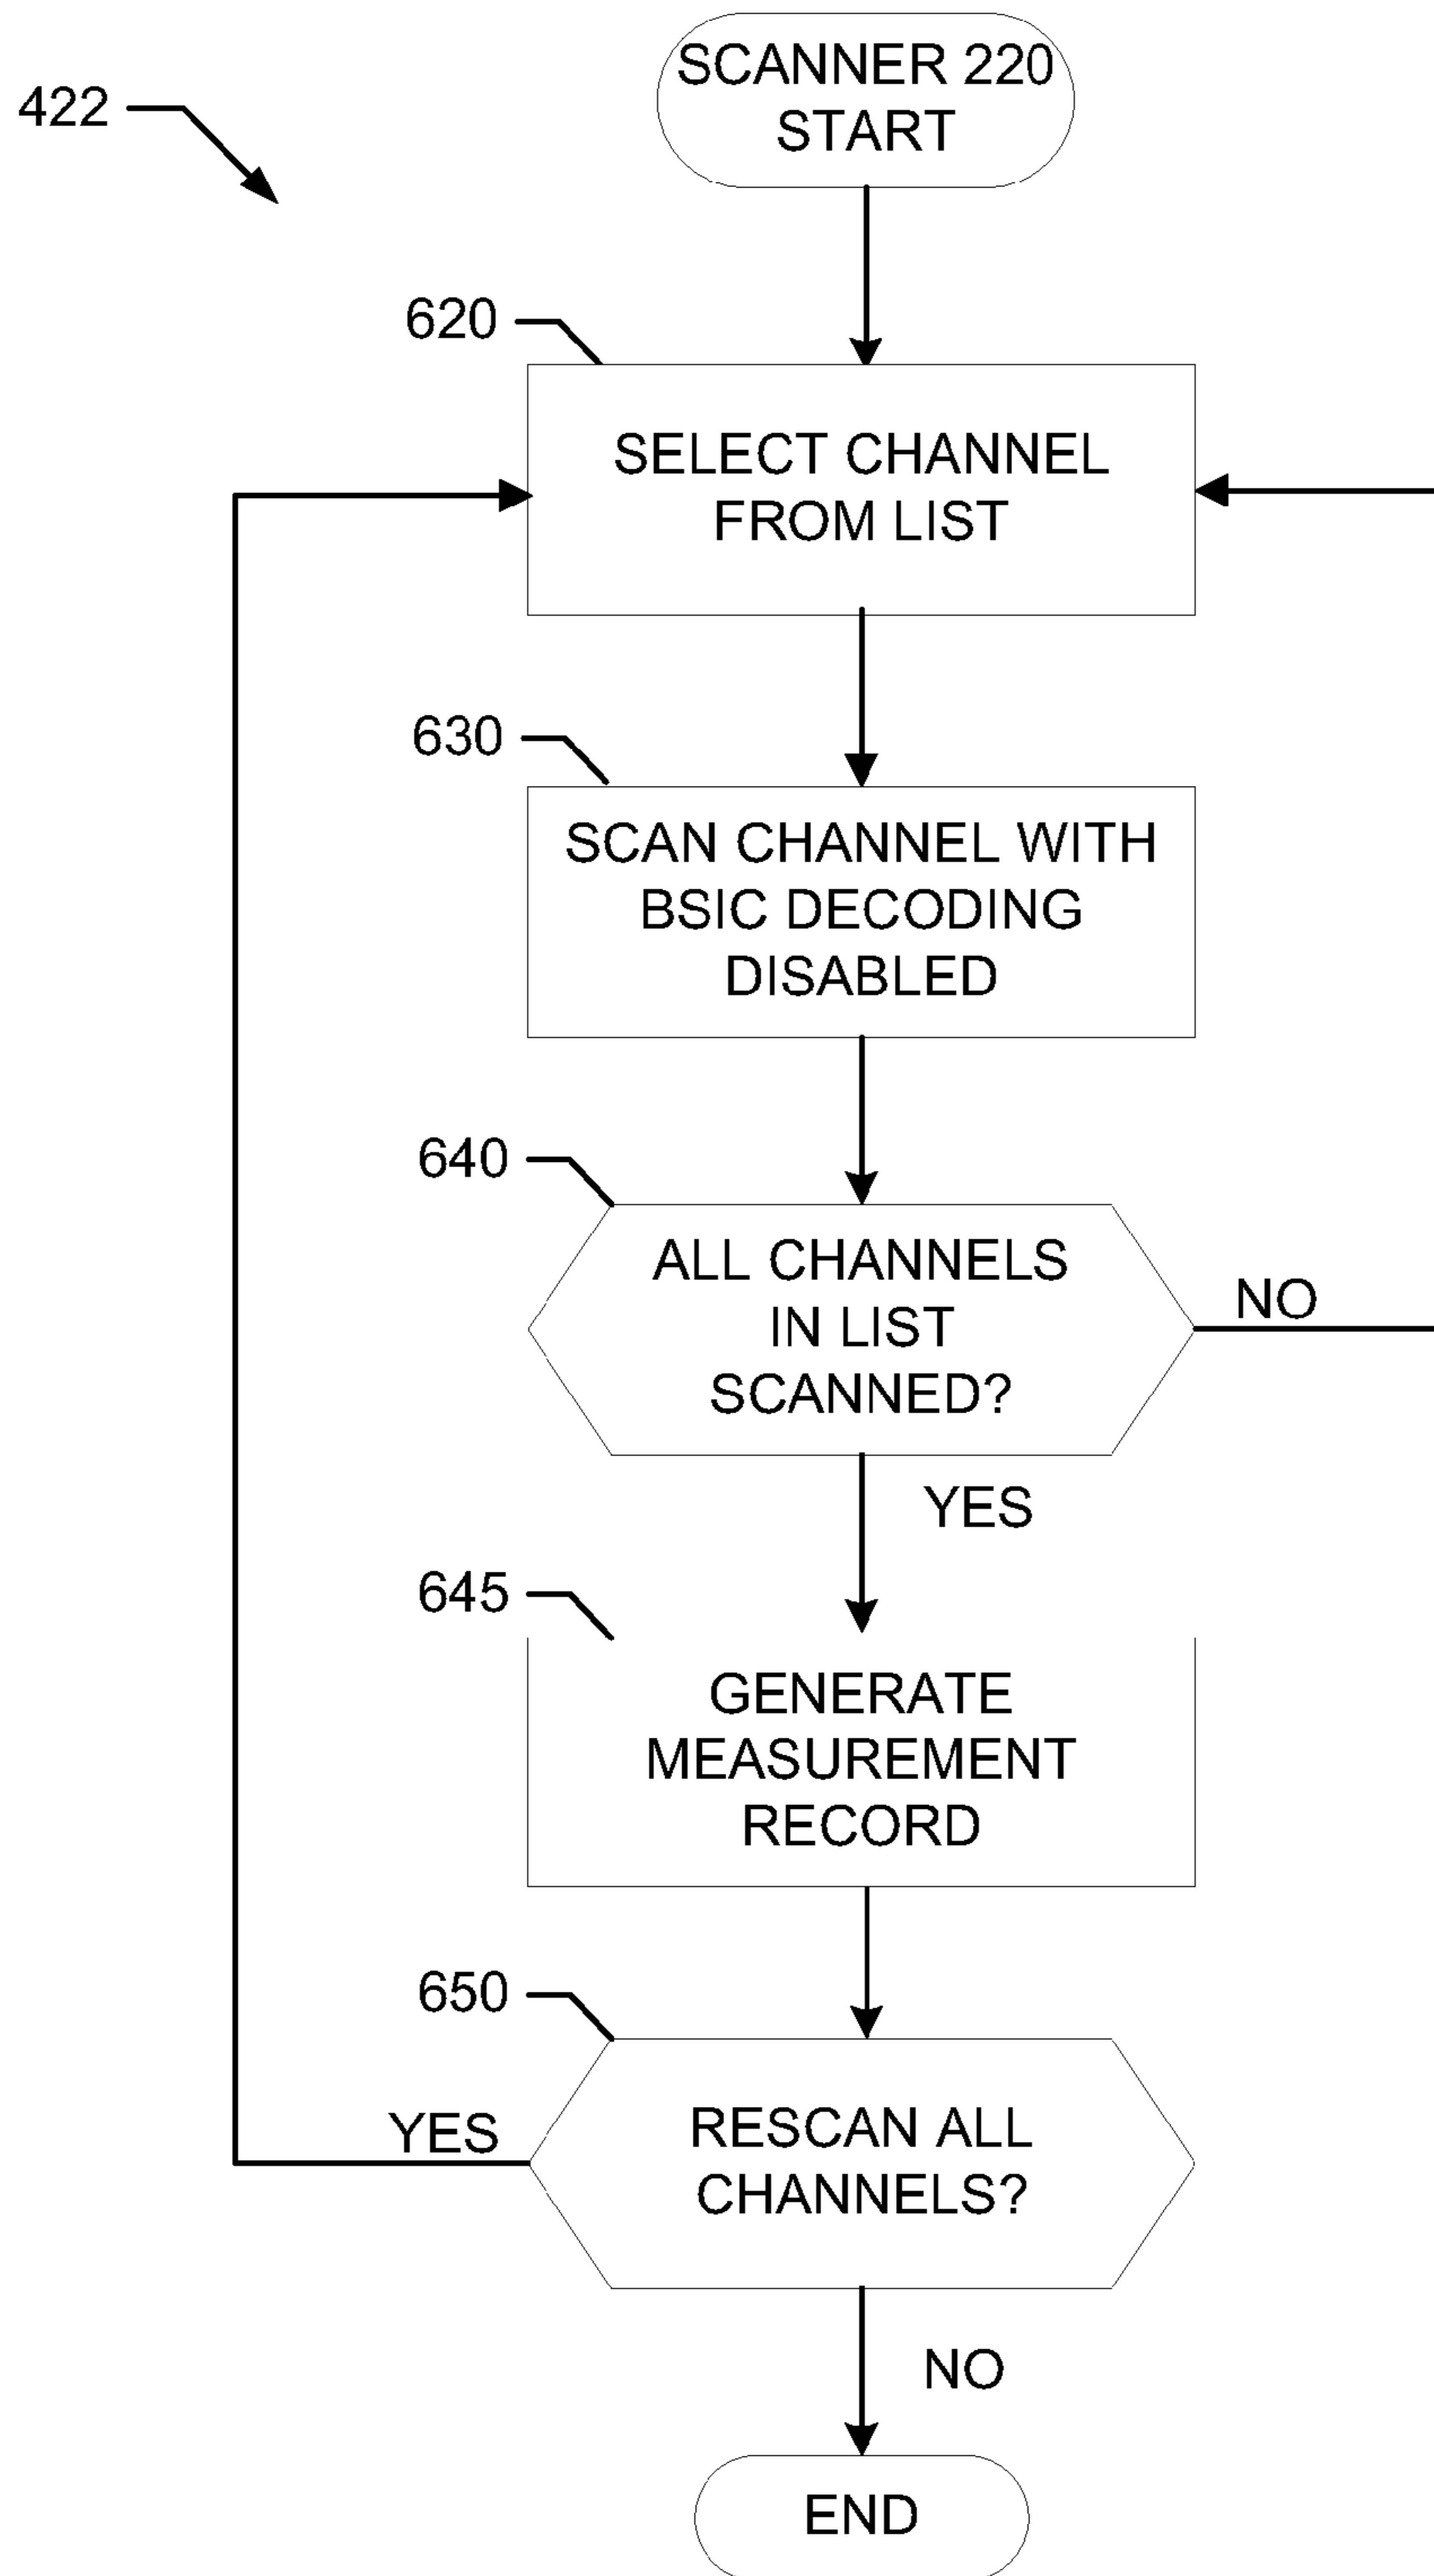 SCANNER 220
START
422
620
SELECT CHANNEL
FROM LIST
630
SCAN CHANNEL WITH
BSIC DECODING
DISABLED
640
ALL CHANNELS
IN LIST
SCANNED?
NO
YES
645
GENERATE
MEASUREMENT
RECORD
650
YES
RESCAN ALL
CHANNELS?
NO
END